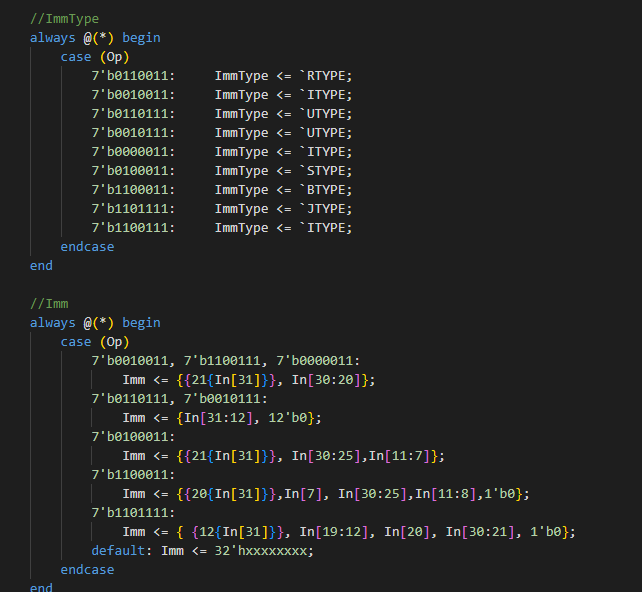 //ImmType
always @(*) begin
case (Op)
7'b0110011: ImmType <= `RTYPE;
7'b0010011: ImmType <= `ITYPE;
7'b0110111: ImmType <= `UTYPE;
7'b0010111: ImmType <= `UTYPE;
7'b0000011: ImmType <= `ITYPE;
7'b0100011: ImmType <= `STYPE;
7'b1100011: ImmType <= `BTYPE;
7'b1101111: ImmType <= `JTYPE;
7'b1100111: ImmType <= `ITYPE;
endcase
end
//Imm
always @(*) begin
case (Op)
7'b0010011, 7'b1100111, 7'b0000011:
Imm <= {{21{In[31]}}, In[30:20]};
7'b0110111, 7'b0010111:
Imm <= {In[31:12], 12'b0};
7'b0100011:
Imm <= {{21{In[31]}}, In[30:25],In[11:7]};
7'b1100011:
Imm <= {{20{In[31]}},In[7], In[30:25],In[11:8],1'b0};
7'b1101111:
Imm <= { {12{In[31]}}, In[19:12], In[20], In[30:21], 1'b0};
default: Imm <= 32'hxxxxxxxx;
endcase
end